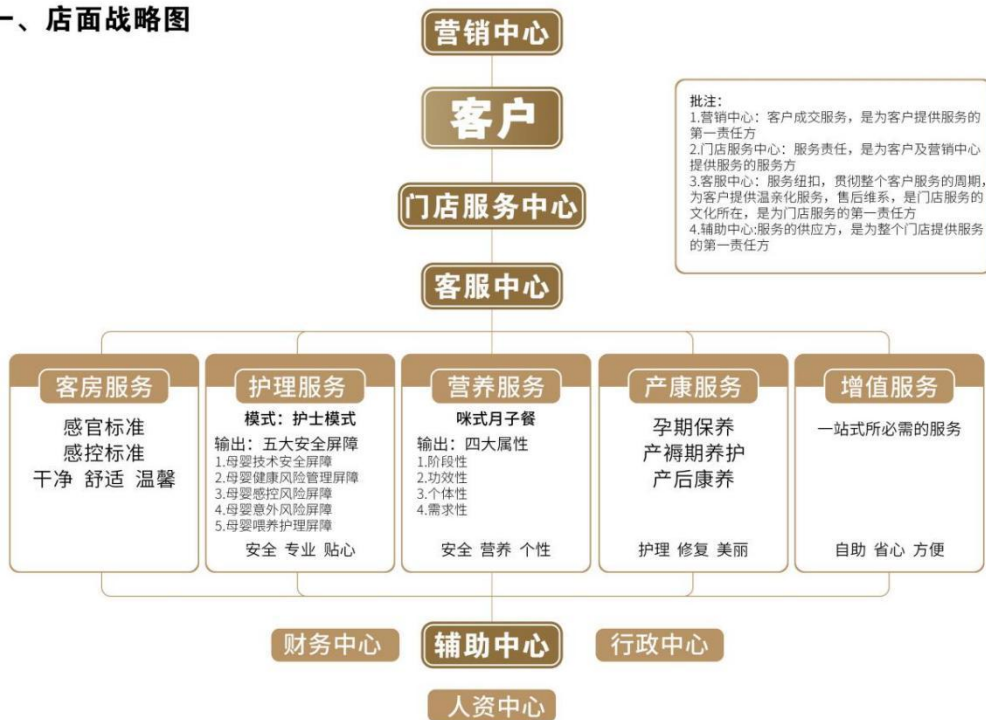 一、店面战略图
营销中心
客户
门店服务中心
客服中心
批注：
1.营销中心：客户成交服务，是为客户提供服务的
第一责任方
2.门店服务中心：服务责任，是为客户及营销中心
提供服务的服务方
3.客服中心：服务纽扣，贯彻整个客户服务的周期，
为客户提供温亲化服务，售后维系，是门店服务的
文化所在，是为门店服务的第一责任方
4.辅助中心:服务的供应方，是为整个门店提供服务
的第一责任方
客房服务
感官标准
感控标准
干净 舒适 温馨
护理服务
模式：护士模式
输出：五大安全屏障
1.母婴技术安全屏障
2.母婴健康风险管理屏障
3.母婴感控风险屏障
4.母婴意外风险屏障
5.母婴喂养护理屏障
安全 专业 贴心
营养服务
咪式月子餐
输出：四大属性
1.阶段性
2.功效性
3.个体性
4.需求性
安全 营养 个性
产康服务
孕期保养
产褥期养护
产后康养
护理 修复 美丽
增值服务
一站式所必需的服务
自助 省心 方便
财务中心
辅助中心
行政中心
人资中心